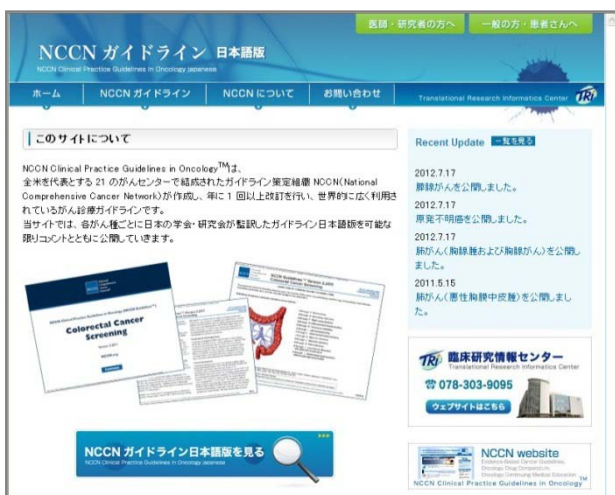 医師・研究者の方へ
一般の方・患者さんへ
NCCN ガイドライン 日本語版
NCCN Clinical Practice Guidelines in Oncology japanese
ホーム
NCCN ガイドライン
NCCN について
お問い合わせ
Translational Research Informatics Center TRi
このサイトについて
NCCN Clinical Practice Guidelines in Oncology™は、
全米を代表とする 21 のがんセンターで結成されたガイドライン策定組織 NCCN(National
Comprehensive Cancer Network)が作成し、年に 1 回以上改訂を行い、世界的に広く利用さ
れているがん診療ガイドラインです。
当サイトでは、各がん種ごとに日本の学会・研究会が監訳したガイドライン日本語版を可能な
限りコメントとともに公開していきます。
Colorectal Cancer
Screening
NCCN ガイドライン日本語版を見る
NCCN Clinical Practice Guidelines in Oncology japanese
Recent Update 一覧を見る
2012.7.17
膵腺がんを公開しました。
2012.7.17
原発不明癌を公開しました。
2012.7.17
肺がん(胸腺腫および胸腺がん)を公開し
ました。
2011.5.15
肺がん(悪性胸膜中皮腫)を公開しまし
た。
TRi 臨床研究情報センター
Translational Research Informatics Center
078-303-9095
ウェブサイトはこちら
NCCN website
Evidence-Based Cancer Guidelines,
Oncology Drug Compendium,
Oncology Continuing Medical Education
NCCN Clinical Practice Guidelines in Oncology™